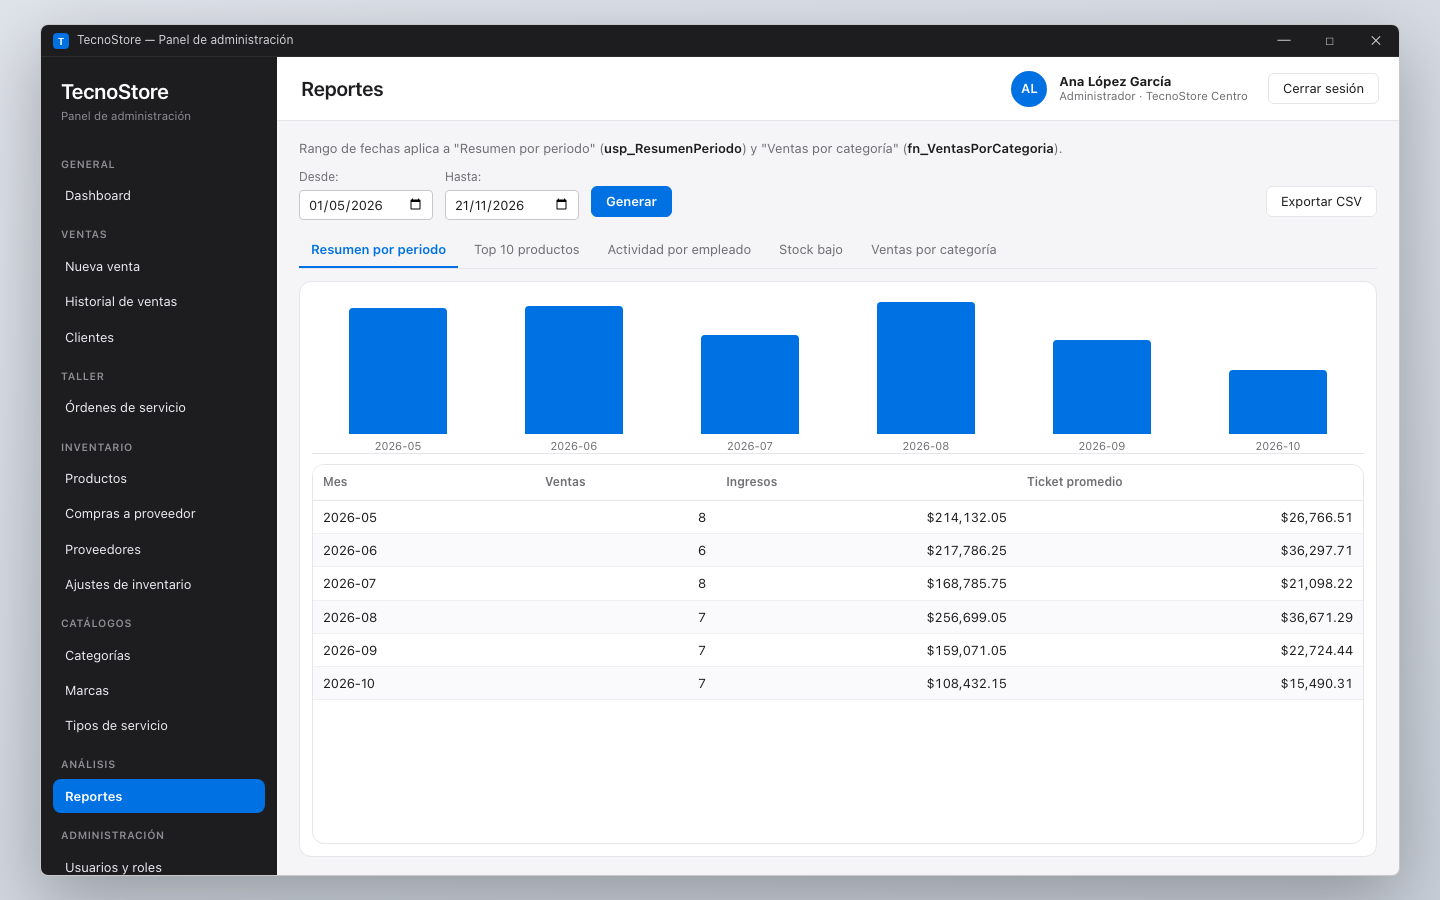 T TecnoStore — Panel de administración
TecnoStore
Panel de administración
GENERAL
Dashboard
VENTAS
Nueva venta
Historial de ventas
Clientes
TALLER
Órdenes de servicio
INVENTARIO
Productos
Compras a proveedor
Proveedores
Ajustes de inventario
CATÁLOGOS
Categorías
Marcas
Tipos de servicio
ANÁLISIS
Reportes
ADMINISTRACIÓN
Usuarios y roles
Reportes
AL
Ana López García
Administrador · TecnoStore Centro
Cerrar sesión
Rango de fechas aplica a "Resumen por periodo" (usp_ResumenPeriodo) y "Ventas por categoría" (fn_VentasPorCategoria).
Desde: Hasta:
01/05/2026 21/11/2026 Generar Exportar CSV
Resumen por periodo Top 10 productos Actividad por empleado Stock bajo Ventas por categoría
2026-05 2026-06 2026-07 2026-08 2026-09 2026-10
Mes Ventas Ingresos Ticket promedio
2026-05 8 $214,132.05 $26,766.51
2026-06 6 $217,786.25 $36,297.71
2026-07 8 $168,785.75 $21,098.22
2026-08 7 $256,699.05 $36,671.29
2026-09 7 $159,071.05 $22,724.44
2026-10 7 $108,432.15 $15,490.31